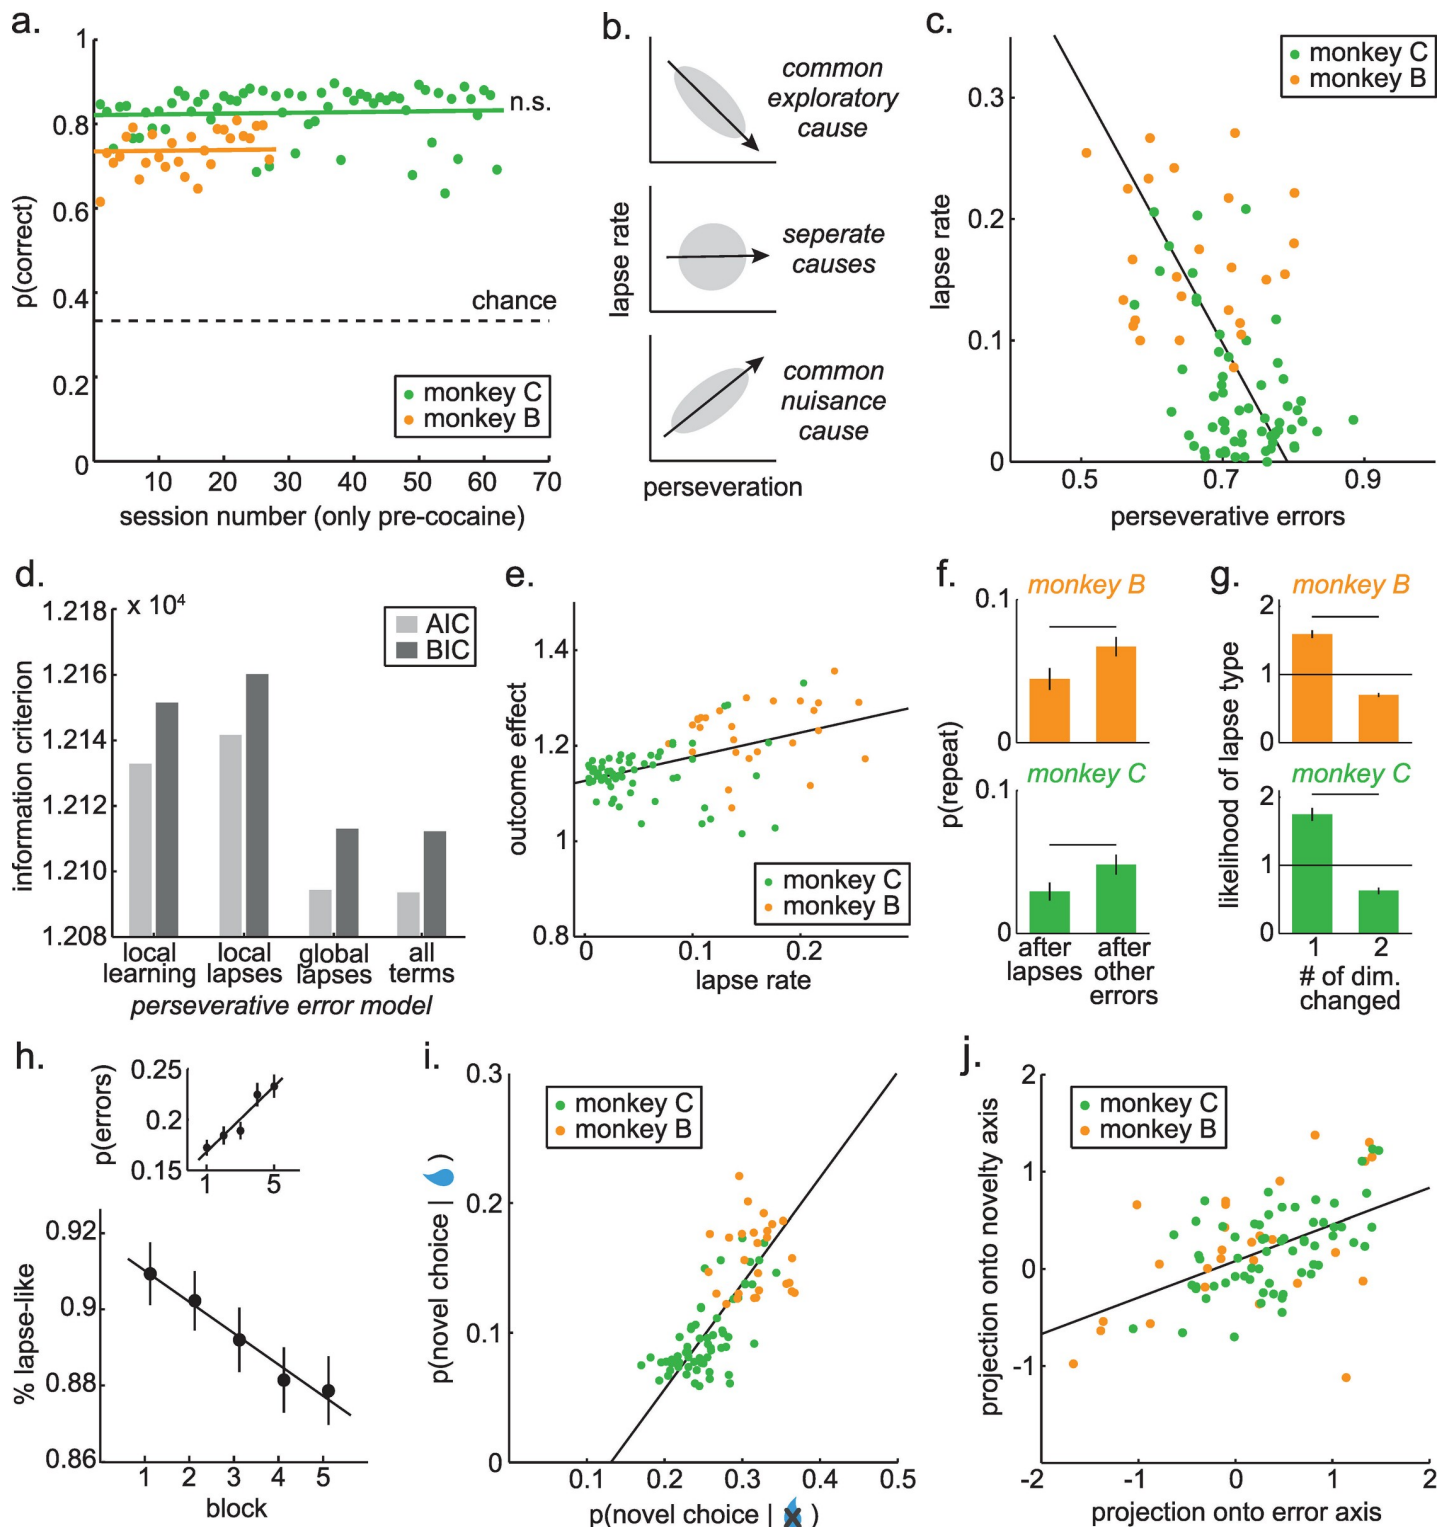 a.
1
0.8
0.6
0.4
0.2
0
p(correct)
n.s.
chance
monkey C
monkey B
10 20 30 40 50 60 70
session number (only pre-cocaine)
b.
lapse rate
common
exploratory
cause
seperate
causes
common
nuisance
cause
perseveration
c.
monkey C
monkey B
0.3
0.2
0.1
0
lapse rate
0.5 0.7 0.9
perseverative errors
d.
x 10⁴
1.218
1.216
1.214
1.212
1.210
1.208
information criterion
AIC
BIC
local learning
local lapses
global lapses
all terms
perseverative error model
e.
1.4
1.2
1
0.8
outcome effect
monkey C
monkey B
0 0.1 0.2
lapse rate
f.
monkey B
0.1
0
p(repeat)
monkey C
0.1
0
after lapses
after other errors
g.
monkey B
2
1
0
likelihood of lapse type
monkey C
2
1
0
1 2
# of dim.
changed
h.
0.25
0.2
0.15
p(errors)
1 5
0.92
0.9
0.88
0.86
% lapse-like
1 2 3 4 5
block
i.
0.3
0.2
0.1
0
p(novel choice | )
monkey C
monkey B
0.1 0.2 0.3 0.4 0.5
p(novel choice | )
j.
2
1
0
-1
projection onto novelty axis
monkey C
monkey B
-2 -1 0 1 2
projection onto error axis